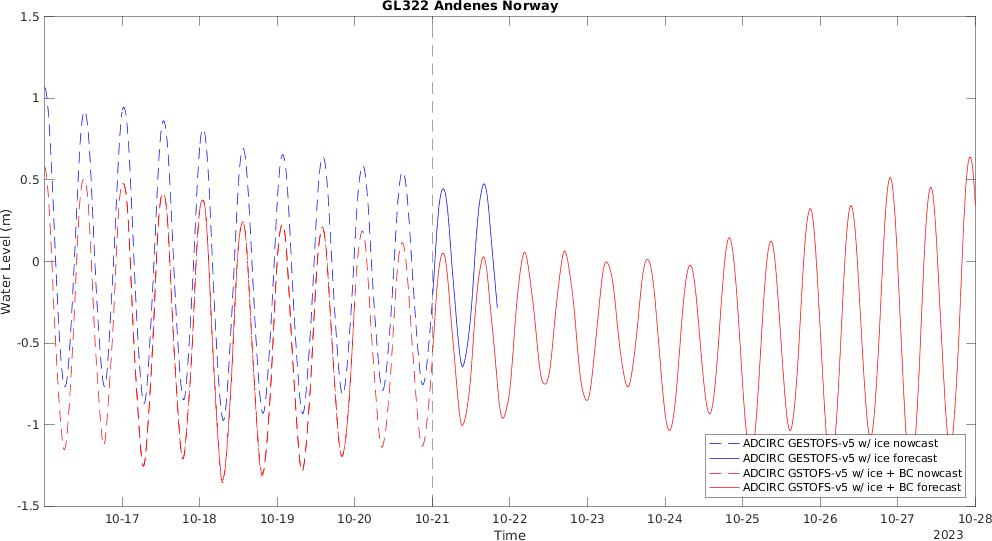 GL322 Andenes Norway
1.5
1
0.5
0
-0.5
-1
-1.5
Water Level (m)
10-17 10-18 10-19 10-20 10-21 10-22 10-23 10-24 10-25 10-26 10-27 10-28
Time
2023
ADCIRC GESTOFS-v5 w/ ice nowcast
ADCIRC GESTOFS-v5 w/ ice forecast
ADCIRC GSTOFS-v5 w/ ice + BC nowcast
ADCIRC GSTOFS-v5 w/ ice + BC forecast